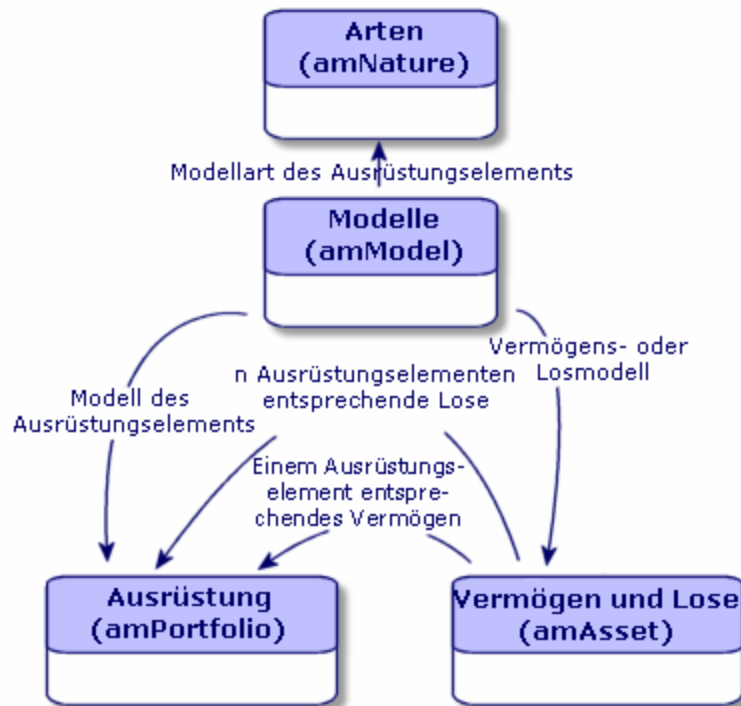 Arten
(amNature)
Modellart des Ausrüstungselements
Modelle
(amModel)
Vermögens- oder
Losmodell
n Ausrüstungselementen
entsprechende Lose
Modell des
Ausrüstungselements
Einem Ausrüstungs-
element entspre-
chendes Vermögen
Ausrüstung
(amPortfolio)
Vermögen und Lose
(amAsset)